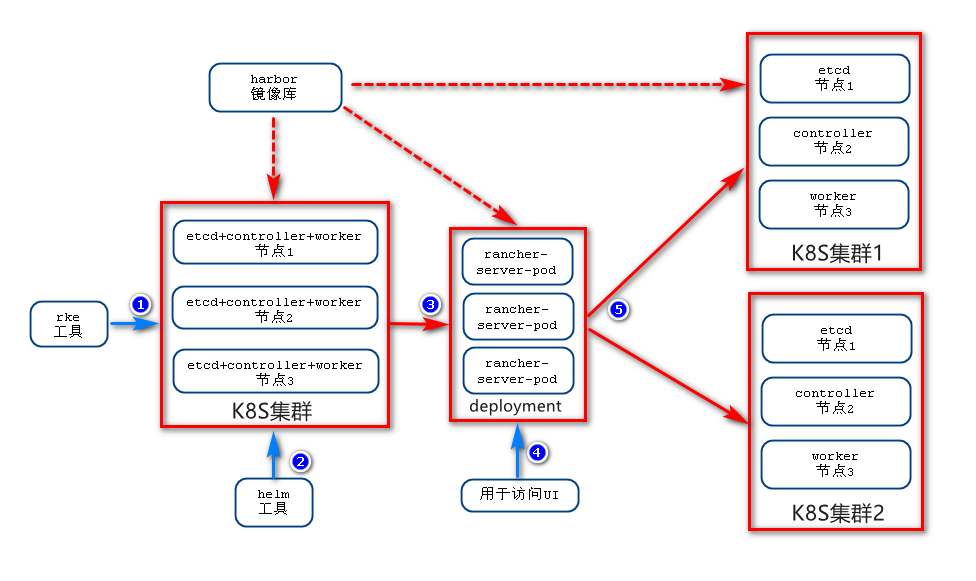 harbor
镜像库
etcd
节点1
controller
节点2
worker
节点3
K8S集群1
etcd+controller+worker
节点1
etcd+controller+worker
节点2
etcd+controller+worker
节点3
K8S集群
rke
工具
1
helm
工具
2
3
rancher-
server-pod
rancher-
server-pod
rancher-
server-pod
deployment
4
用于访问UI
5
etcd
节点1
controller
节点2
worker
节点3
K8S集群2